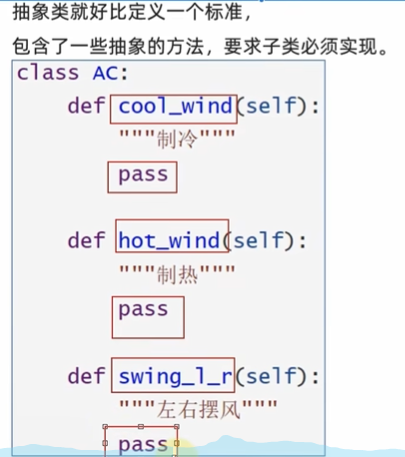 抽象类就好比定义一个标准，
包含了一些抽象的方法，要求子类必须实现。
class AC:
    def cool_wind(self):
        """制冷"""
        pass
    def hot_wind(self):
        """制热"""
        pass
    def swing_l_r(self):
        """左右摆风"""
        pass